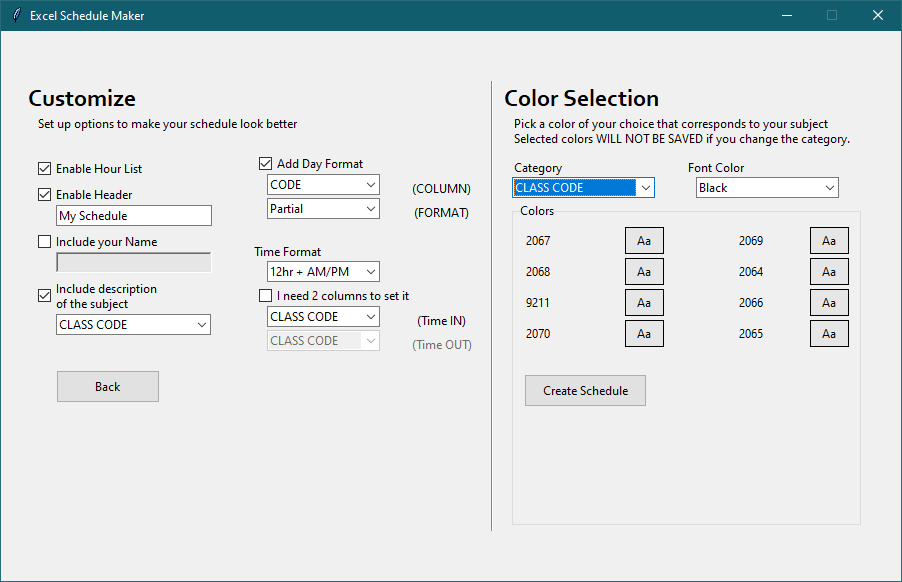 Excel Schedule Maker
Customize
Set up options to make your schedule look better
Enable Hour List
Enable Header
My Schedule
Include your Name
Include description
of the subject
CLASS CODE
Back
Add Day Format
CODE
(COLUMN)
Partial
(FORMAT)
Time Format
12hr + AM/PM
I need 2 columns to set it
CLASS CODE
(Time IN)
CLASS CODE
(Time OUT)
Color Selection
Pick a color of your choice that corresponds to your subject
Selected colors WILL NOT BE SAVED if you change the category.
Category
Font Color
CLASS CODE
Black
Colors
2067 Aa 2069 Aa
2068 Aa 2064 Aa
9211 Aa 2066 Aa
2070 Aa 2065 Aa
Create Schedule